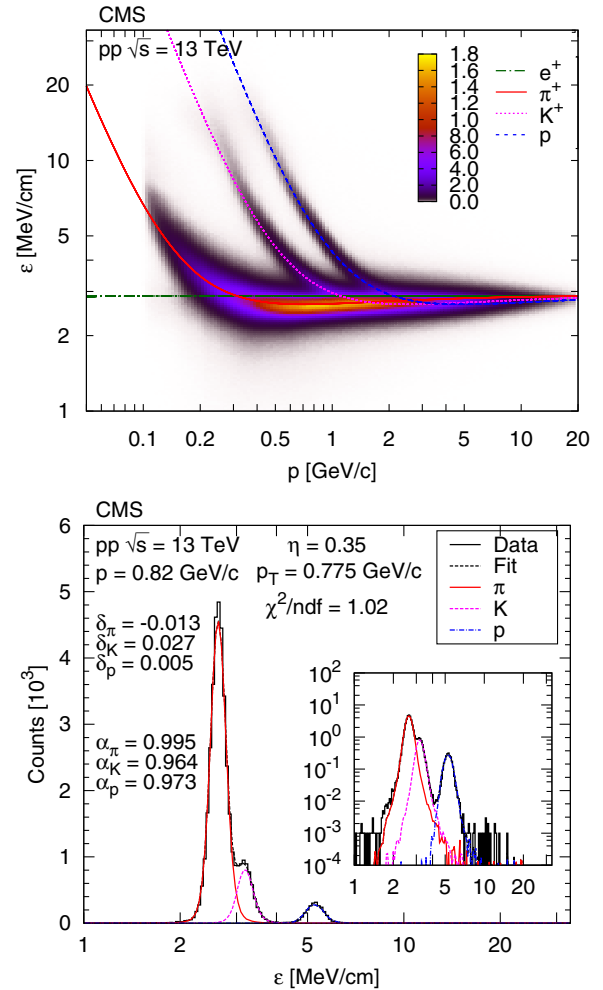 CMS
pp √s = 13 TeV
1.8
1.6
1.4
1.2
1.0
8.0
6.0
4.0
2.0
0.0
e⁺
π⁺
K⁺
p
20
10
5
2
1
ε [MeV/cm]
0.1 0.2 0.5 1 2 5 10 20
p [GeV/c]
CMS
pp √s = 13 TeV
η = 0.35
p = 0.82 GeV/c
p_T = 0.775 GeV/c
χ²/ndf = 1.02
Data
Fit
π
K
p
δ_π = -0.013
δ_K = 0.027
δ_p = 0.005
α_π = 0.995
α_K = 0.964
α_p = 0.973
6
5
4
3
2
1
0
Counts [10³]
10²
10¹
10⁰
10⁻¹
10⁻²
10⁻³
10⁻⁴
1 2 5 10 20
1 2 5 10 20
ε [MeV/cm]